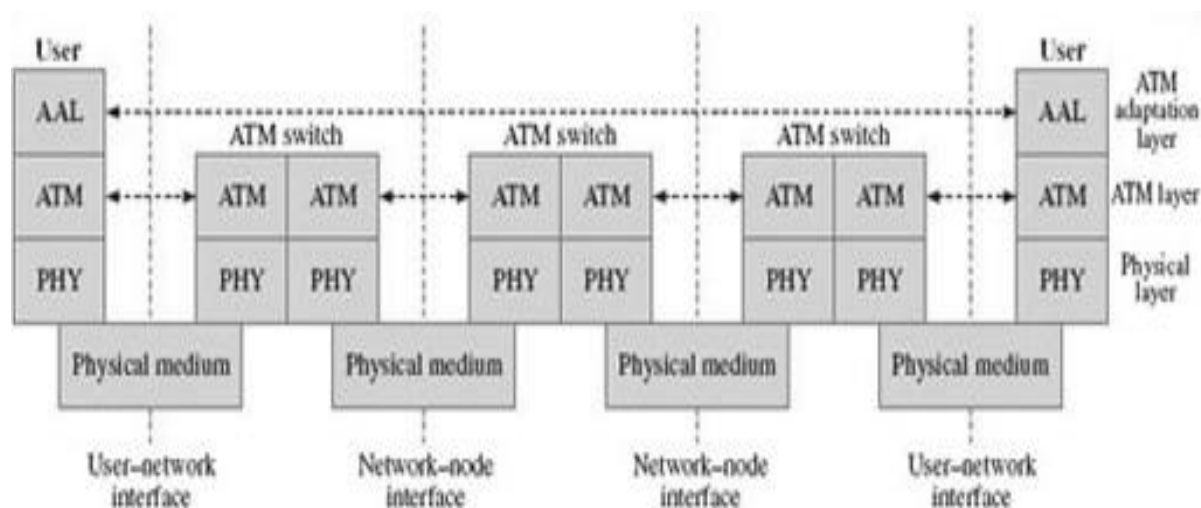 User
User
AAL
AAL
ATM
adaptation
layer
ATM switch
ATM switch
ATM switch
ATM
ATM
ATM
ATM
ATM
ATM
ATM
ATM
ATM layer
PHY
PHY
PHY
PHY
PHY
PHY
PHY
PHY
Physical
layer
Physical medium
Physical medium
Physical medium
Physical medium
User–network
interface
Network–node
interface
Network–node
interface
User–network
interface